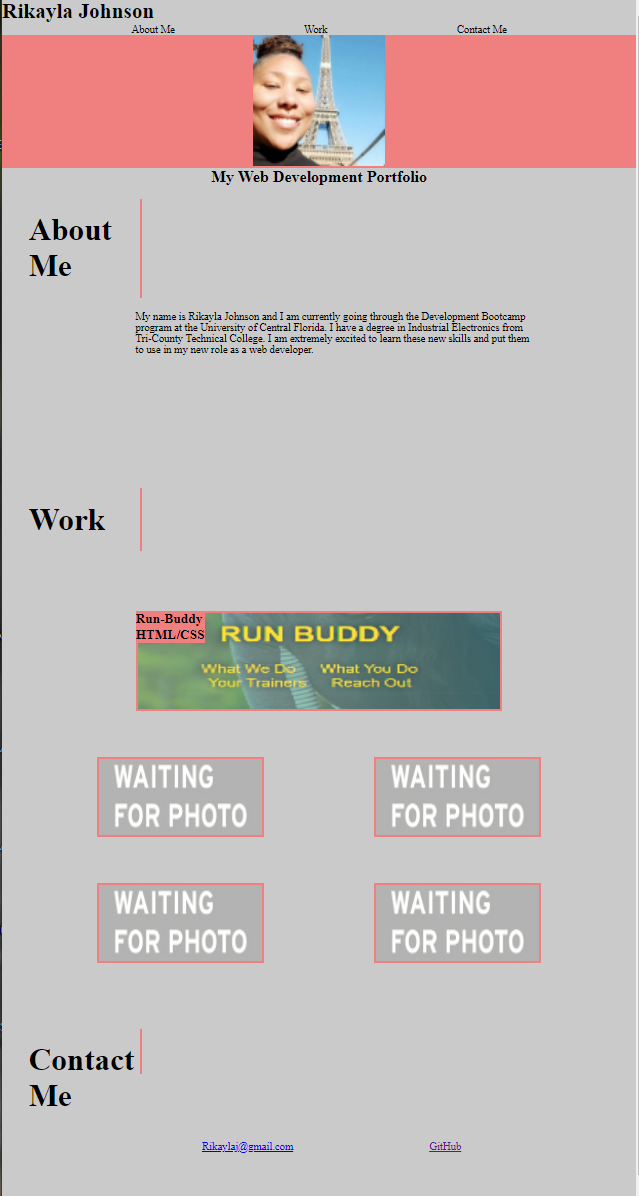 Rikayla Johnson
About Me Work Contact Me
My Web Development Portfolio
About
Me
My name is Rikayla Johnson and I am currently going through the Development Bootcamp
program at the University of Central Florida. I have a degree in Industrial Electronics from
Tri-County Technical College. I am extremely excited to learn these new skills and put them
to use in my new role as a web developer.
Work
Run-Buddy
HTML/CSS
RUN BUDDY
What We Do What You Do
Your Trainers Reach Out
WAITING
FOR PHOTO
WAITING
FOR PHOTO
WAITING
FOR PHOTO
WAITING
FOR PHOTO
Contact
Me
Rikaylaj@gmail.com GitHub